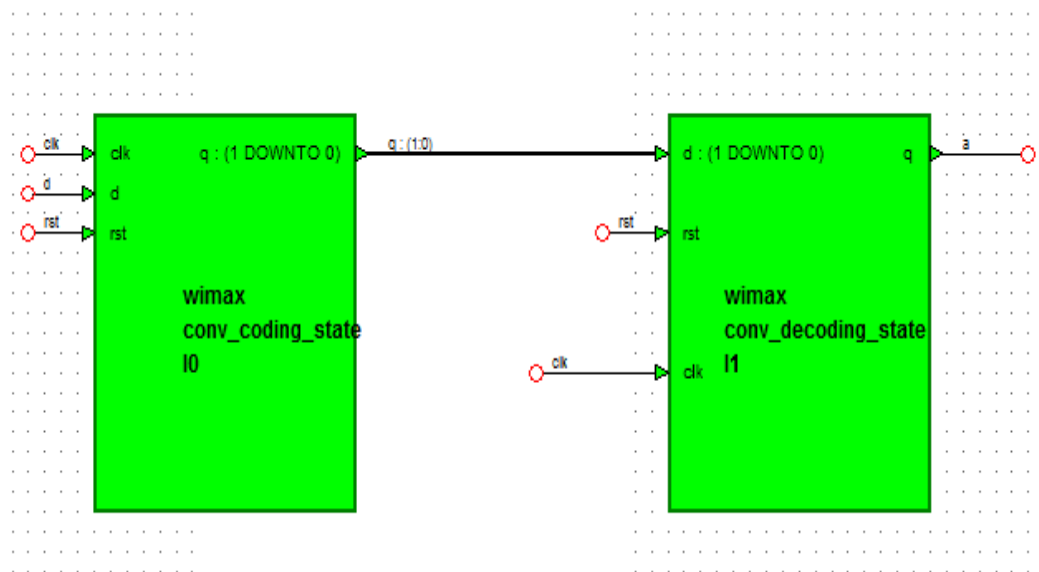 clk
clk
q : (1 DOWNTO 0)
q : (1:0)
d
d
rst
rst
wimax
conv_coding_state
I0
d : (1 DOWNTO 0)
q
a
rst
rst
clk
clk
wimax
conv_decoding_state
I1